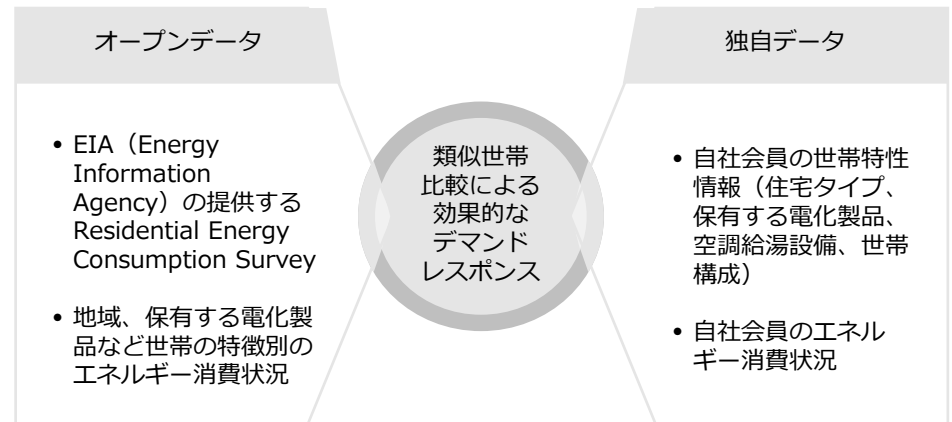 オープンデータ
• EIA（Energy
Information
Agency）の提供する
Residential Energy
Consumption Survey
• 地域、保有する電化製
品など世帯の特徴別の
エネルギー消費状況
類似世帯
比較による
効果的な
デマンド
レスポンス
独自データ
• 自社会員の世帯特性
情報（住宅タイプ、
保有する電化製品、
空調給湯設備、世帯
構成）
• 自社会員のエネル
ギー消費状況